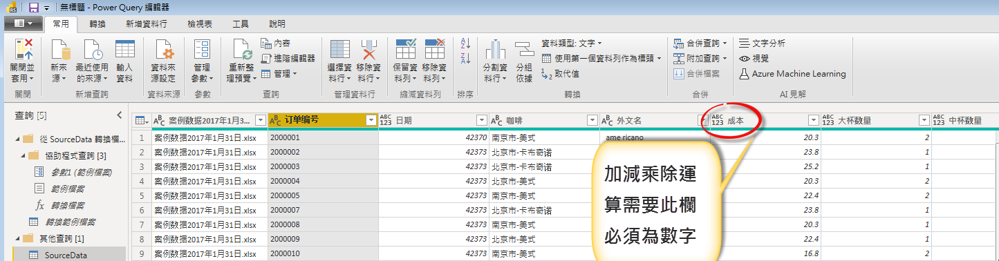 無標題 - Power Query 編輯器
常用 轉換 新增資料行 檢視表 工具 說明
關閉並套用 新來源 最近使用的來源 輸入資料 資料來源設定 管理參數 重新整理預覽 內容 進階編輯器 管理 選擇資料行 移除資料行 保留資料列 移除資料列 分割資料行 分組依據 資料類型: 文字 使用第一個資料列作為標頭 取代值 合併查詢 附加查詢 合併檔案 文字分析 視覺 Azure Machine Learning
關閉 新增查詢 資料來源 參數 查詢 管理資料行 縮減資料列 排序 轉換 合併 AI 見解
查詢 [5]
從 SourceData 轉換檔...
協助程式查詢 [3]
參數1 (範例檔案)
範例檔案
fx 轉換檔案
轉換範例檔案
其他查詢 [1]
SourceData
ABC 案例数据2017年1月3... ABC 订单编号 ABC 123 日期 ABC 咖啡 ABC 外文名 ABC 123 成本 ABC 123 大杯数量 ABC 123 中杯数量
1 案例数据2017年1月31日.xlsx 2000001 42370 南京市-美式 ame ricano 20.3 2
2 案例数据2017年1月31日.xlsx 2000002 42373 北京市-卡布奇诺 23.8 1
3 案例数据2017年1月31日.xlsx 2000003 42373 北京市-卡布奇诺 25.2 1
4 案例数据2017年1月31日.xlsx 2000004 42373 北京市-美式 20.3 2
5 案例数据2017年1月31日.xlsx 2000005 42373 南京市-美式 22.4 2
6 案例数据2017年1月31日.xlsx 2000007 42373 北京市-卡布奇诺 23.8 1
7 案例数据2017年1月31日.xlsx 2000008 42373 南京市-美式 20.3 1
8 案例数据2017年1月31日.xlsx 2000009 42373 北京市-美式 22.4 1
9 案例数据2017年1月31日.xlsx 2000010 42373 南京市-美式 16.8 2
加減乘除運
算需要此欄
必須為數字